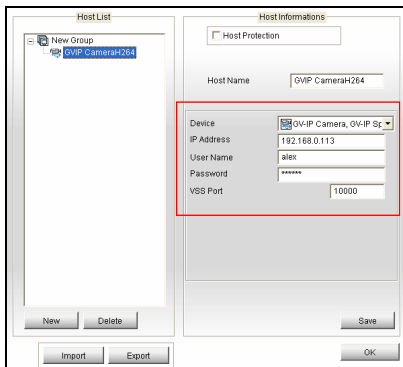 Host List
New Group
GVIP CameraH264
New
Delete
Import
Export
Host Informations
Host Protection
Host Name
GVIP CameraH264
Device
GV-IP Camera, GV-IP Sp
IP Address
192.168.0.113
User Name
alex
Password
******
VSS Port
10000
Save
OK